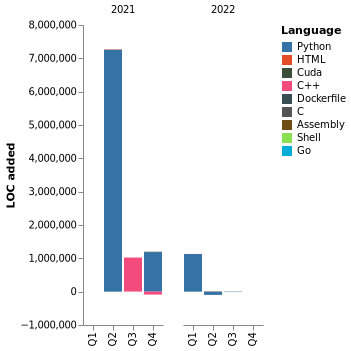 2021 2022
Language
Python
HTML
Cuda
C++
Dockerfile
C
Assembly
Shell
Go
LOC added
8,000,000
7,000,000
6,000,000
5,000,000
4,000,000
3,000,000
2,000,000
1,000,000
0
−1,000,000
Q1 Q2 Q3 Q4 Q1 Q2 Q3 Q4